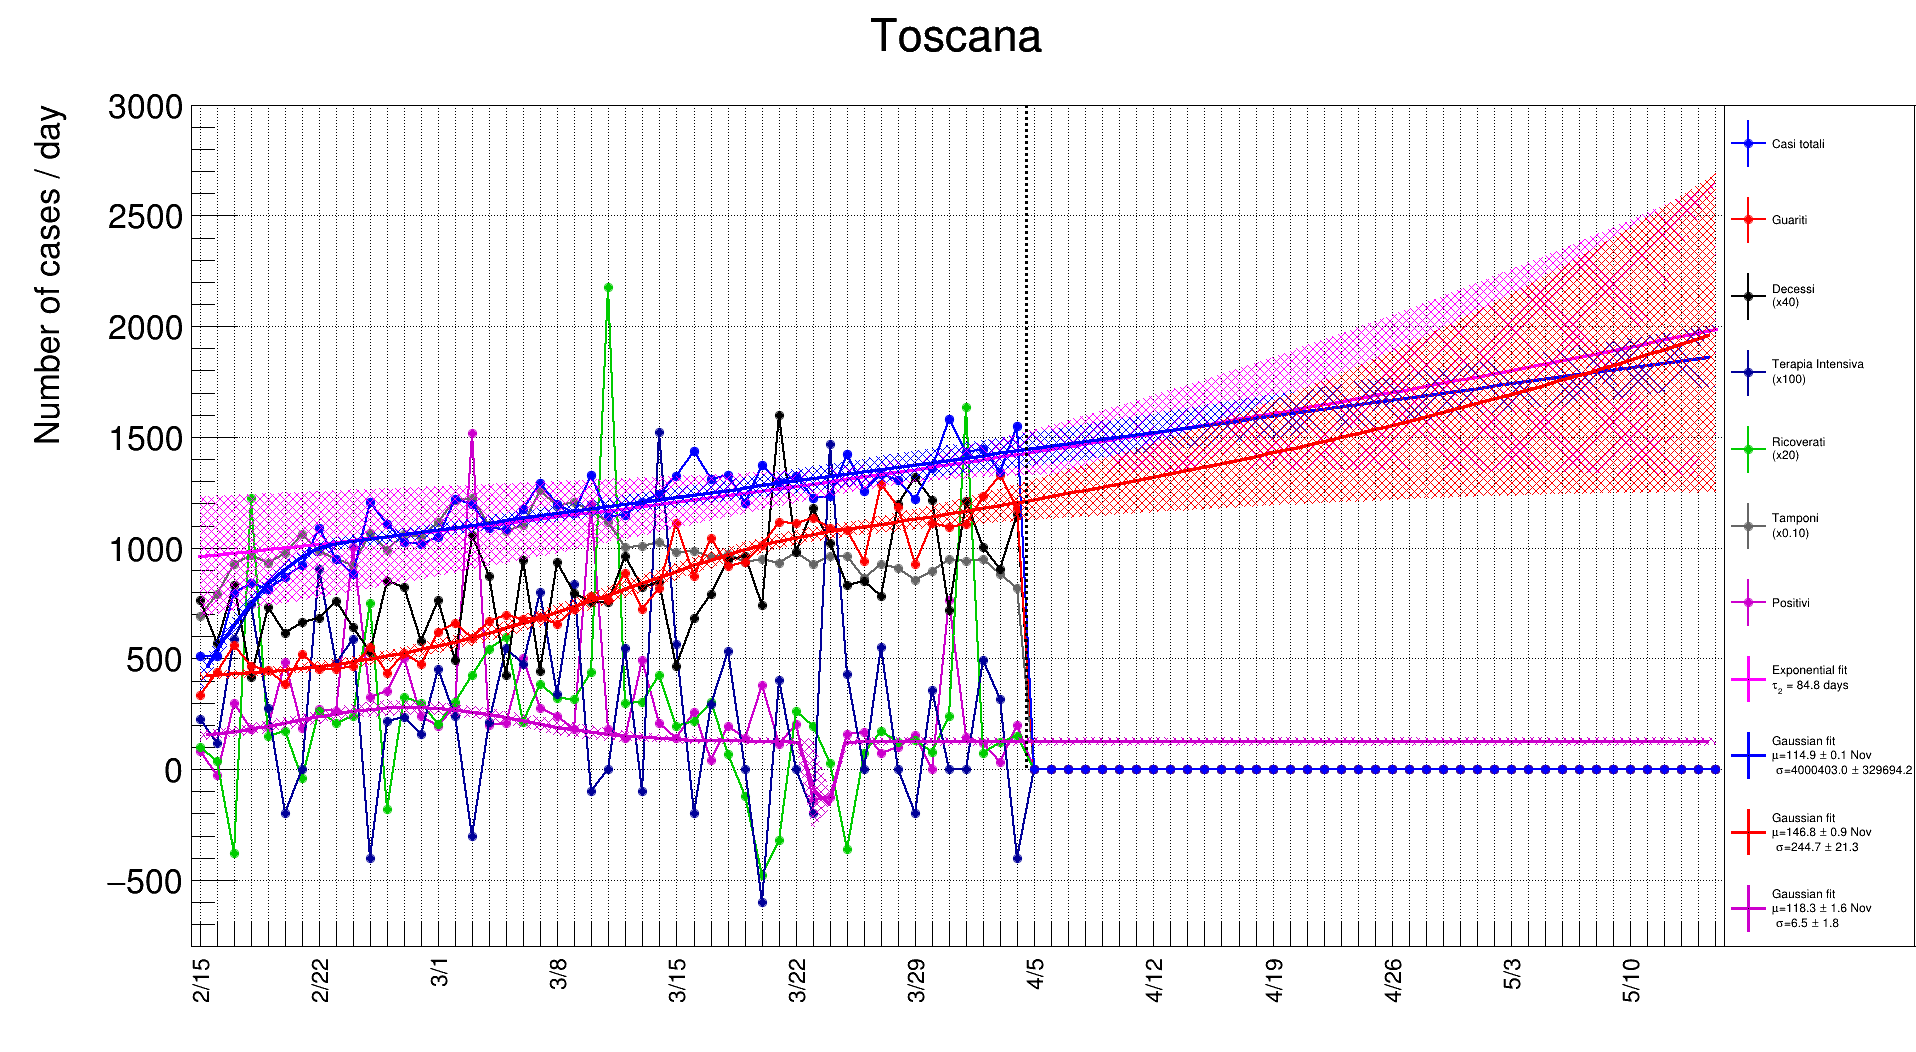 Toscana
Number of cases / day
3000
2500
2000
1500
1000
500
0
−500
2/15
2/22
3/1
3/8
3/15
3/22
3/29
4/5
4/12
4/19
4/26
5/3
5/10
Casi totali
Guariti
Decessi
(x40)
Terapia Intensiva
(x100)
Ricoverati
(x20)
Tamponi
(x0.10)
Positivi
Exponential fit
τ2 = 84.8 days
Gaussian fit
μ=114.9 ± 0.1 Nov
σ=4000403.0 ± 329694.2
Gaussian fit
μ=146.8 ± 0.9 Nov
σ=244.7 ± 21.3
Gaussian fit
μ=118.3 ± 1.6 Nov
σ=6.5 ± 1.8